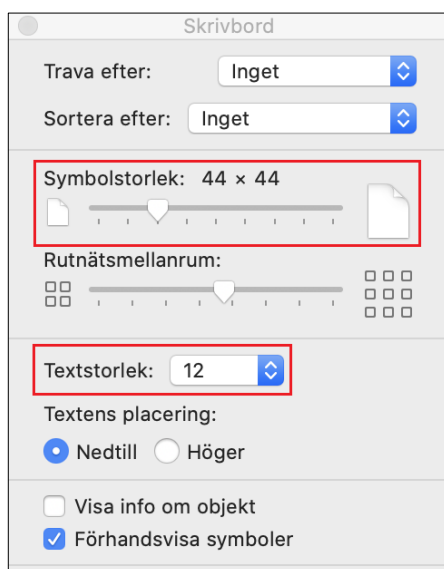 Skrivbord
Trava efter: Inget
Sortera efter: Inget
Symbolstorlek: 44 × 44
Rutnätsmellanrum:
Textstorlek: 12
Textens placering:
Nedtill Höger
Visa info om objekt
Förhandsvisa symboler